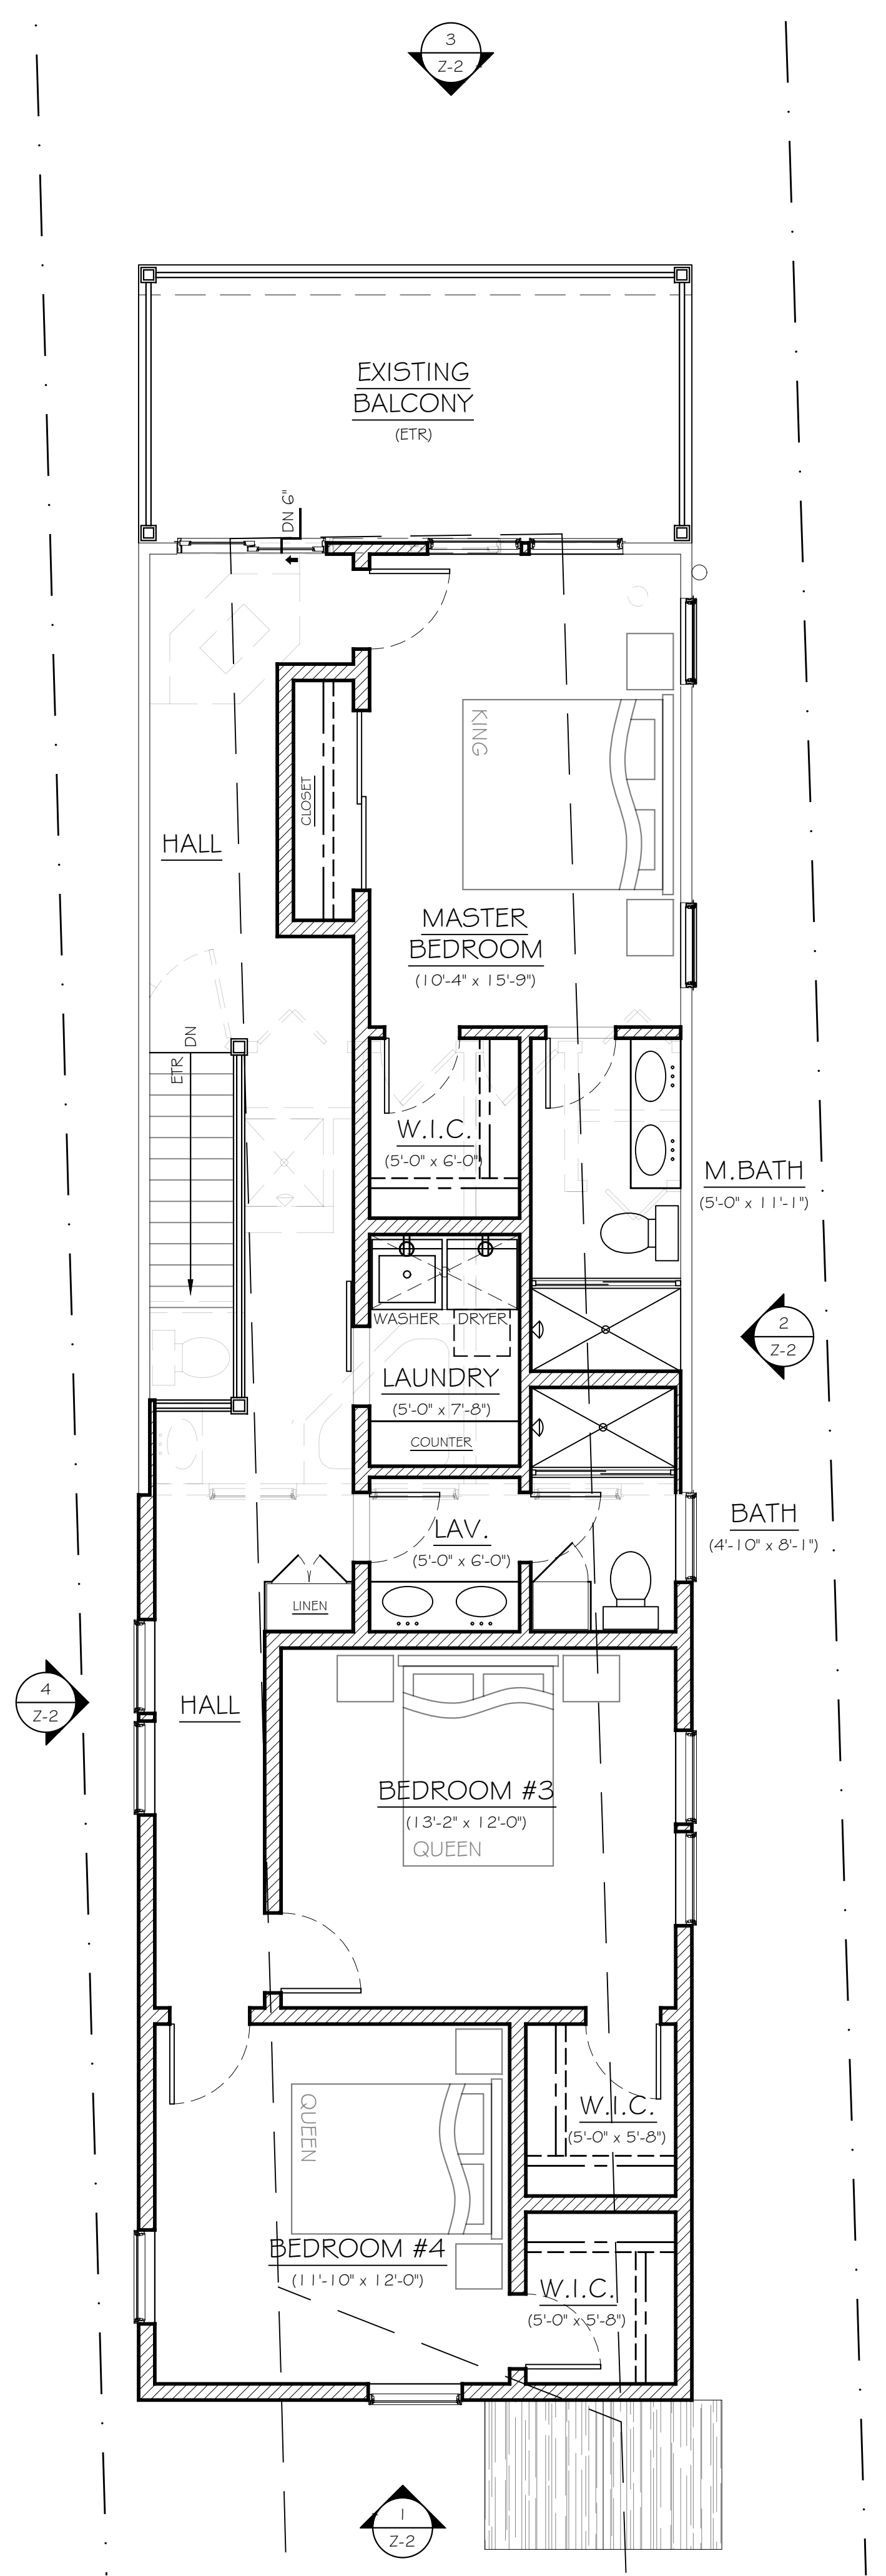 3
Z-2
EXISTING
BALCONY
(ETR)
DN 6"
KING
CLOSET
HALL
MASTER
BEDROOM
(10'-4" x 15'-9")
DN
ETR
W.I.C.
(5'-0" x 6'-0")
M.BATH
(5'-0" x 11'-1")
WASHER DRYER
2
Z-2
LAUNDRY
(5'-0" x 7'-8")
COUNTER
BATH
(4'-10" x 8'-1")
LAV.
(5'-0" x 6'-0")
LINEN
4
Z-2
HALL
BEDROOM #3
(13'-2" x 12'-0")
QUEEN
QUEEN
W.I.C.
(5'-0" x 5'-8")
BEDROOM #4
(11'-10" x 12'-0")
W.I.C.
(5'-0" x 5'-8")
1
Z-2